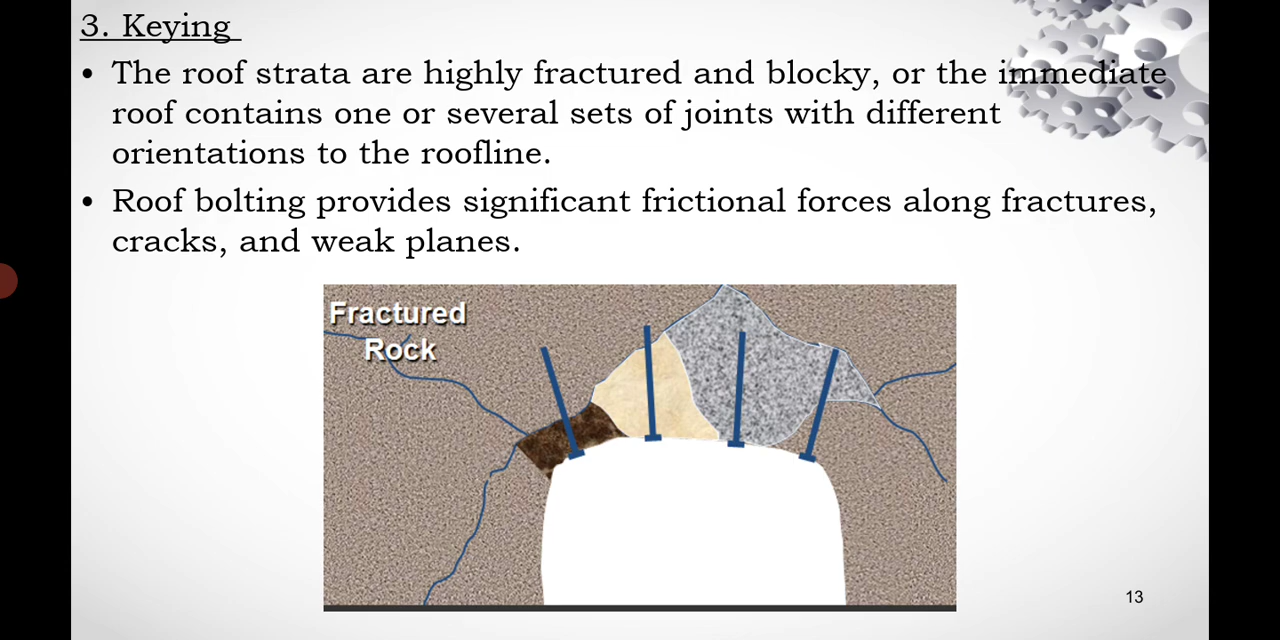 3. Keying
• The roof strata are highly fractured and blocky, or the immediate
roof contains one or several sets of joints with different
orientations to the roofline.
• Roof bolting provides significant frictional forces along fractures,
cracks, and weak planes.
Fractured
Rock
13